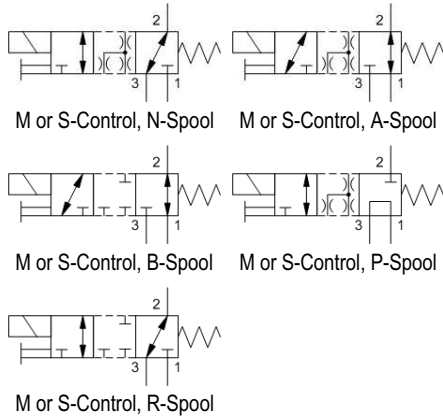 2 2
3 1 3 1
M or S-Control, N-Spool M or S-Control, A-Spool
2 2
3 1 3 1
M or S-Control, B-Spool M or S-Control, P-Spool
2
3 1
M or S-Control, R-Spool